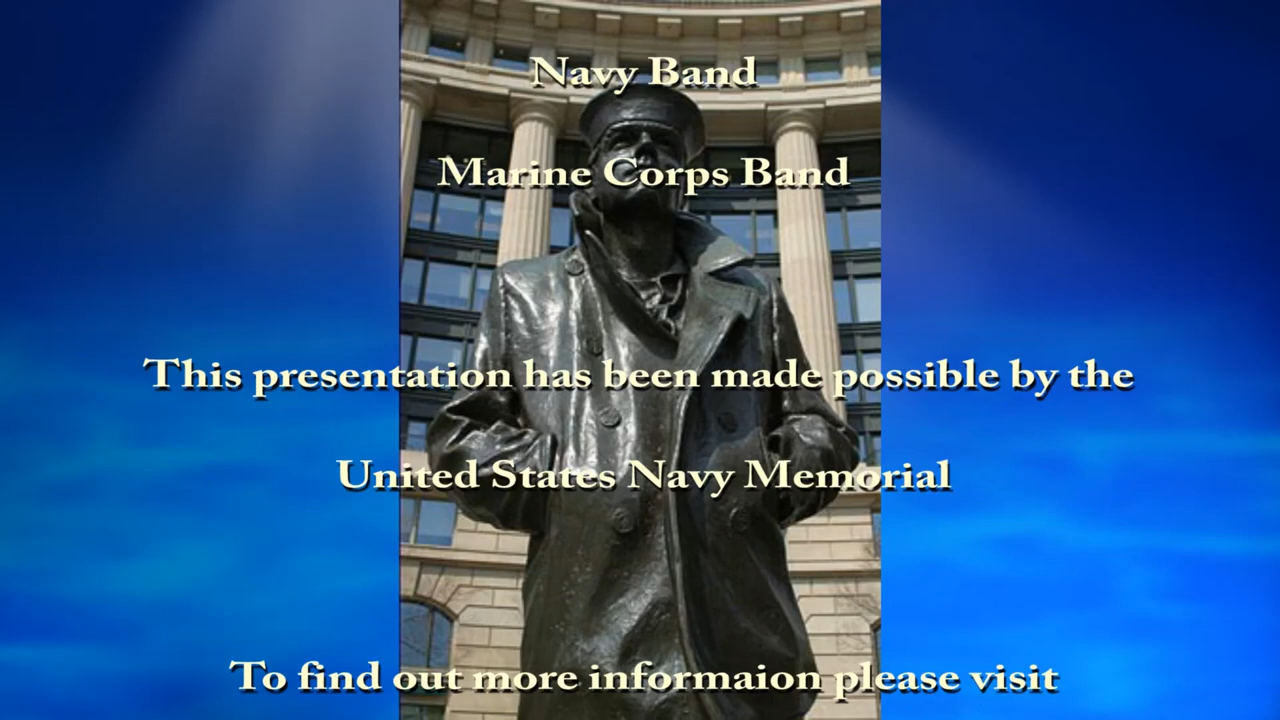 Navy Band
Marine Corps Band
This presentation has been made possible by the
United States Navy Memorial
To find out more informaion please visit